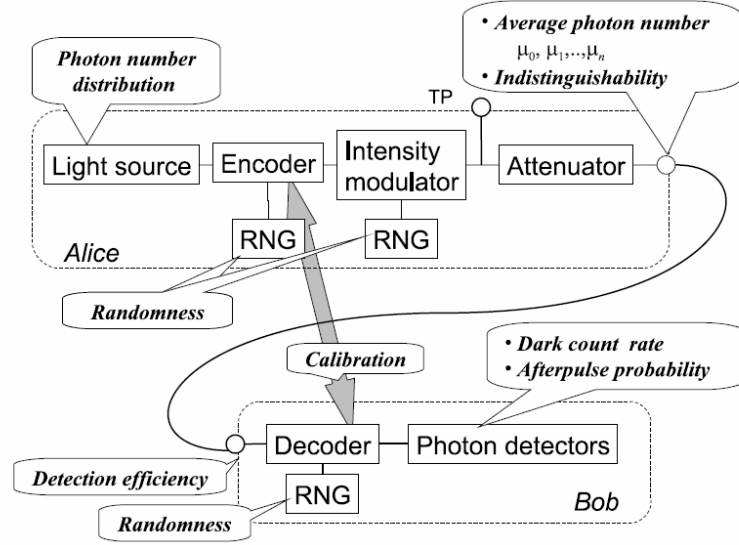 • Average photon number
μ0, μ1,..,μn
• Indistinguishability
Photon number
distribution
TP
Light source
Encoder
Intensity
modulator
Attenuator
RNG
RNG
Alice
Randomness
Calibration
• Dark count rate
• Afterpulse probability
Decoder
Photon detectors
Detection efficiency
RNG
Bob
Randomness